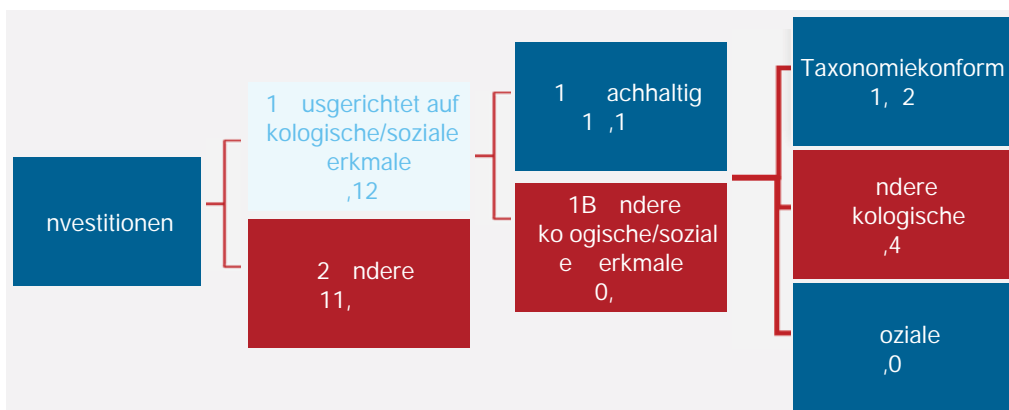 nvestitionen
1 usgerichtet auf
kologische/soziale
erkmale
,12
2 ndere
11,
1 achhaltig
1 ,1
1B ndere
ko ogische/sozial
e erkmale
0,
Taxonomiekonform
1, 2
ndere
kologische
,4
oziale
,0